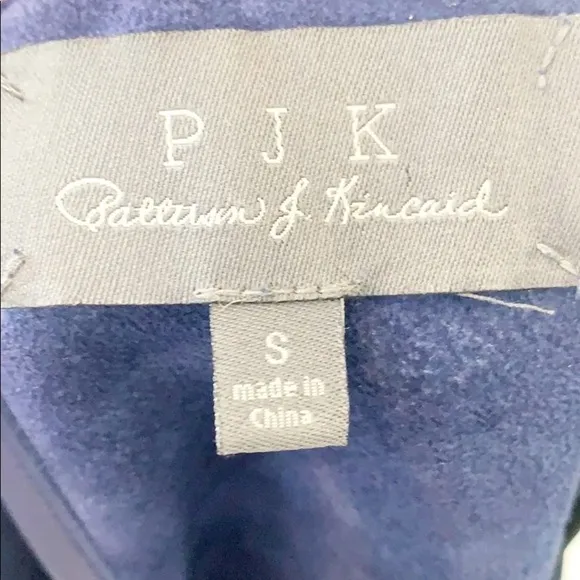 P J K
Patterson J. Kincaid
S
made in
China